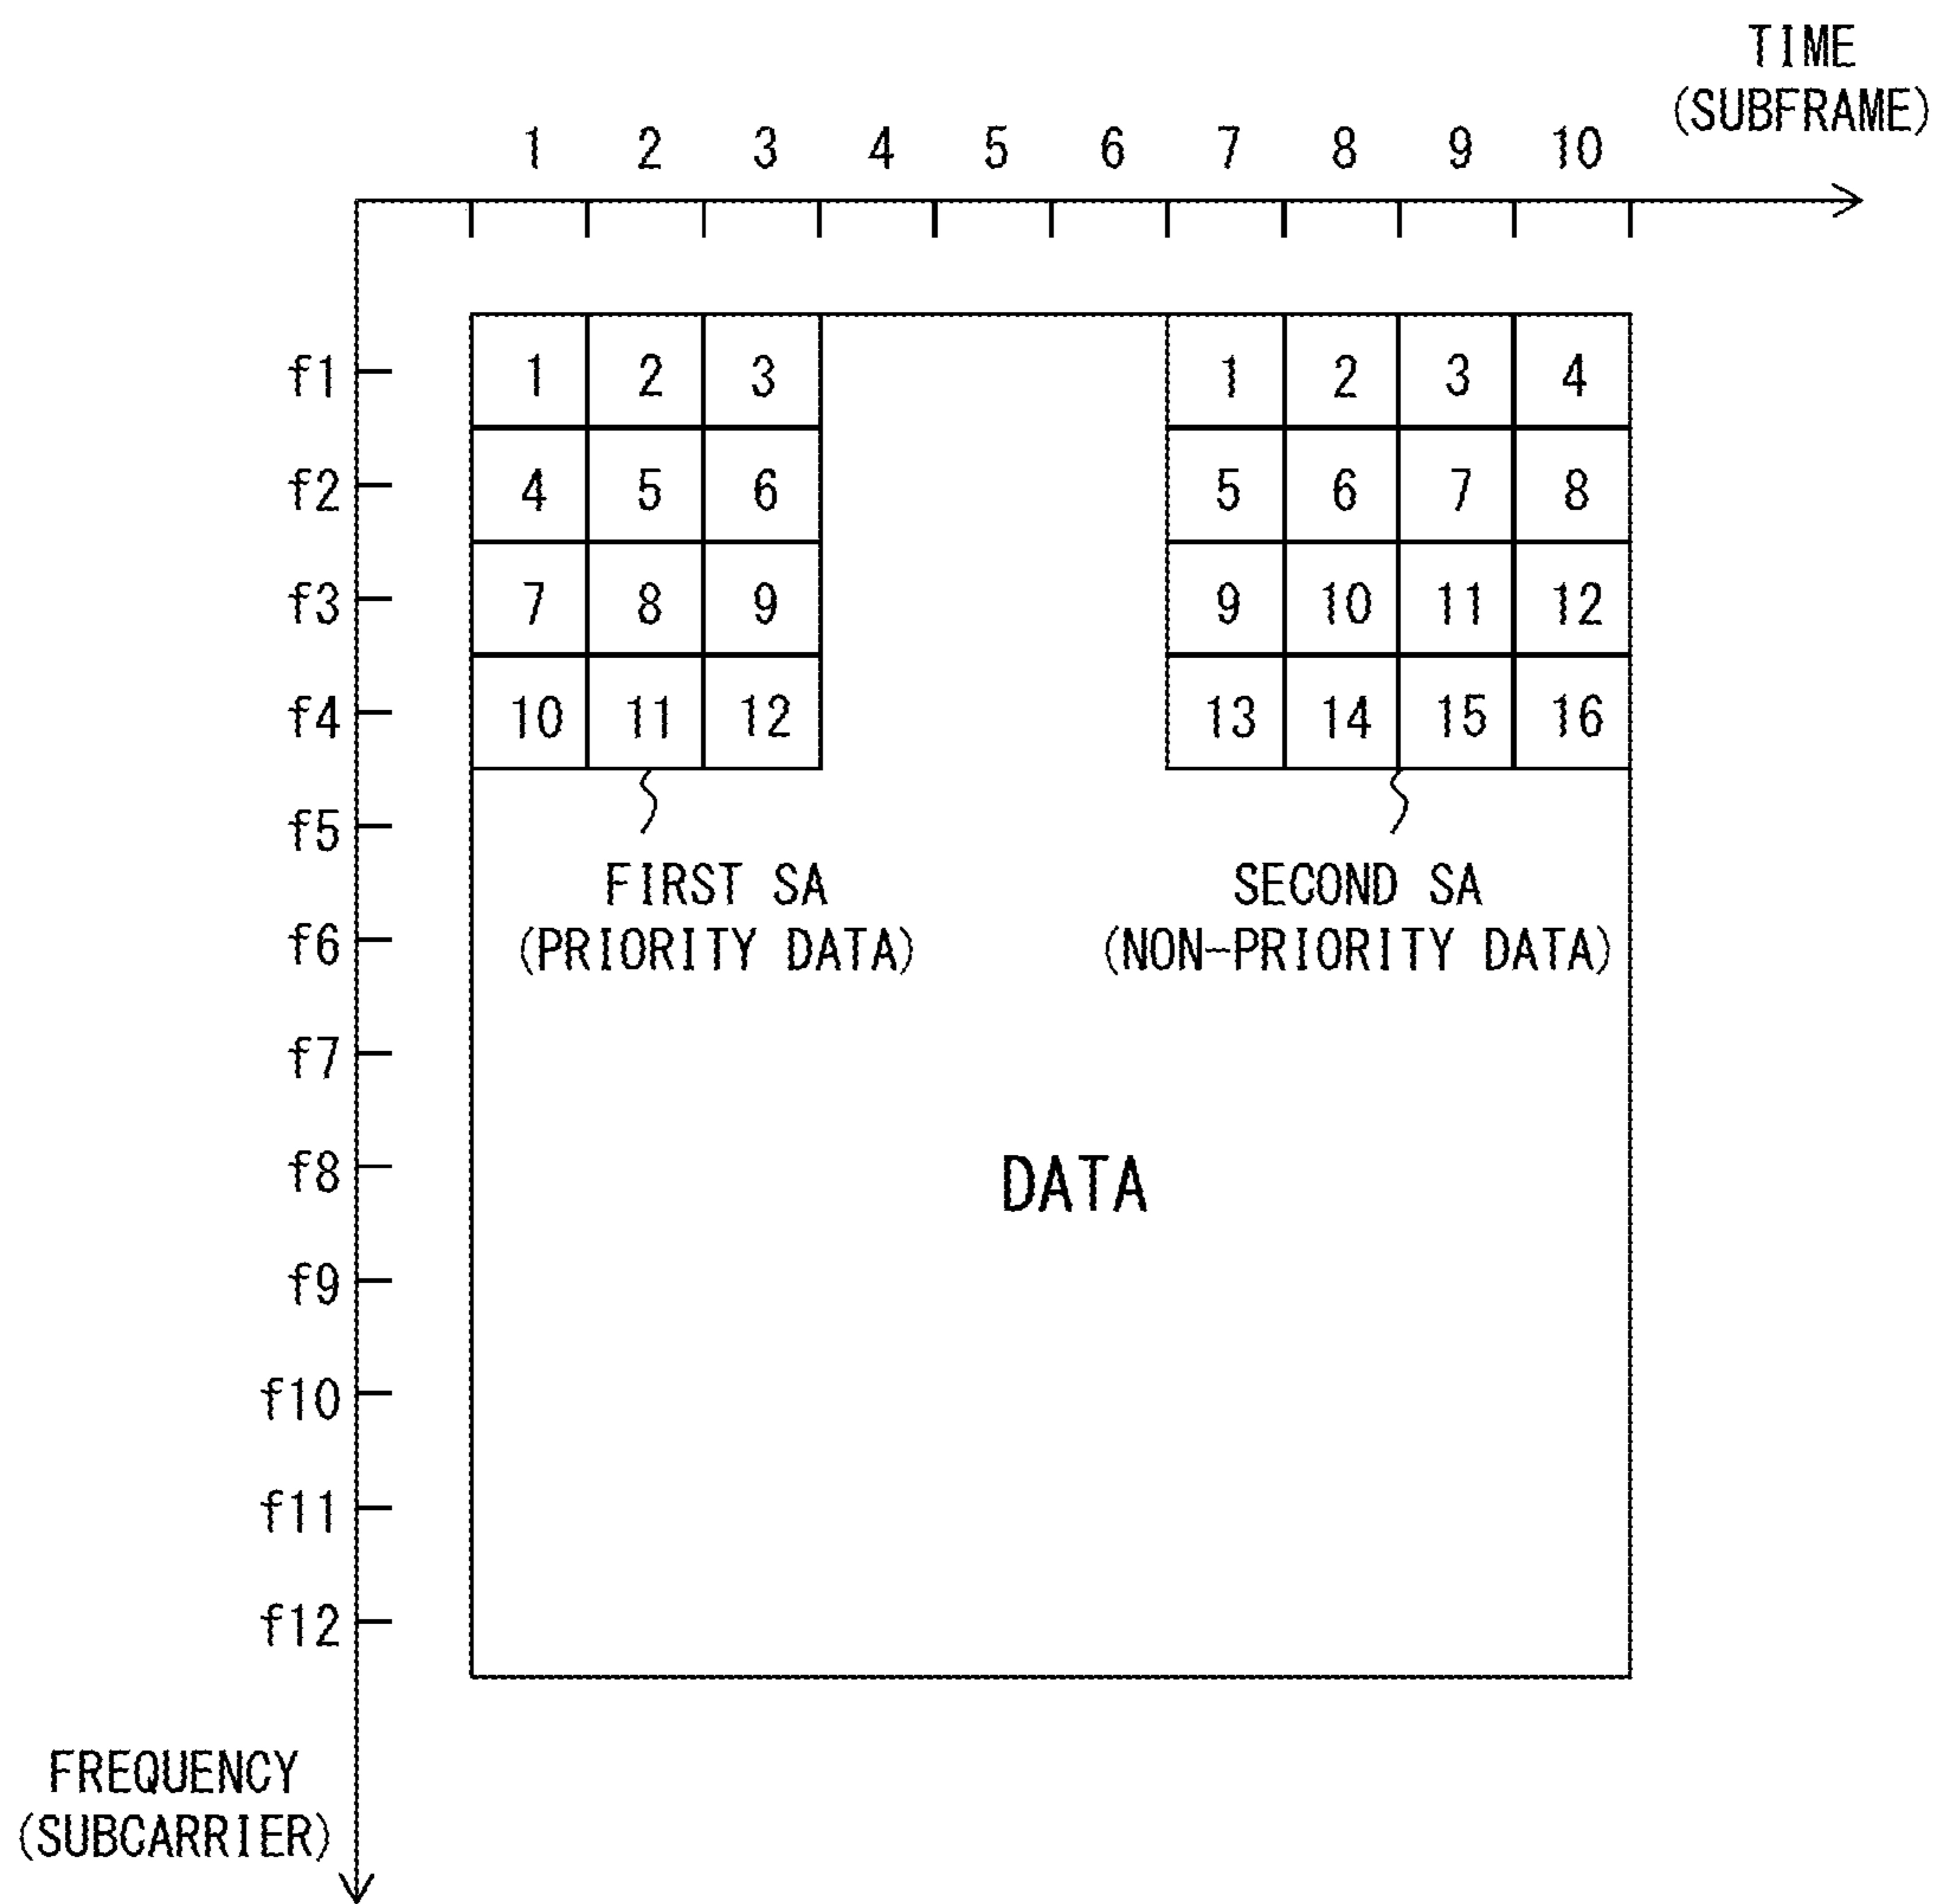 TIME
(SUBFRAME)
1 2 3 4 5 6 7 8 9 10
f1 1 2 3 1 2 3 4
f2 4 5 6 5 6 7 8
f3 7 8 9 9 10 11 12
f4 10 11 12 13 14 15 16
f5
FIRST SA SECOND SA
f6 (PRIORITY DATA) (NON-PRIORITY DATA)
f7
f8 DATA
f9
f10
f11
f12
FREQUENCY
(SUBCARRIER)